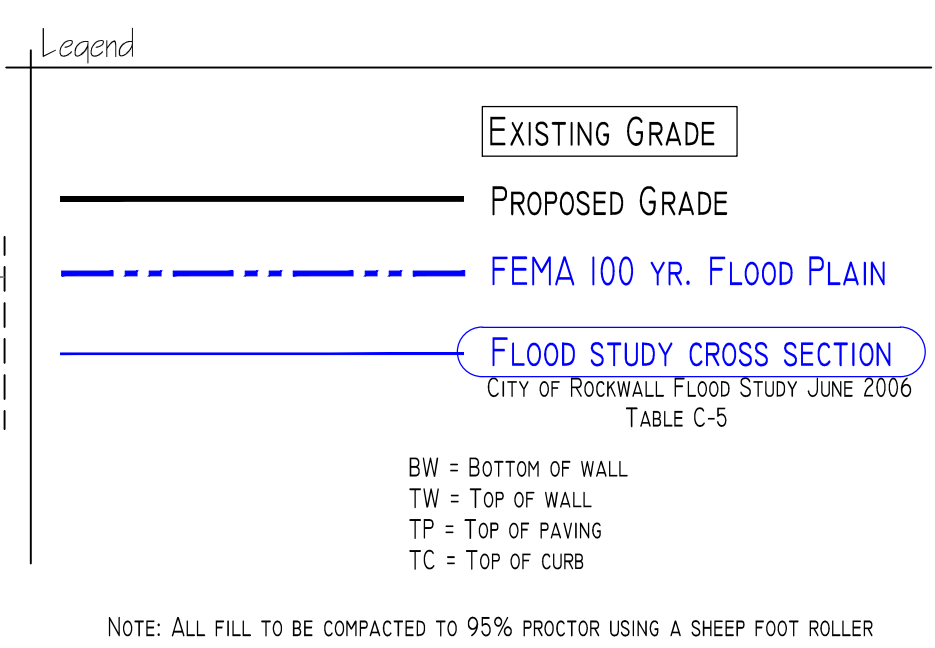 Legend
EXISTING GRADE
PROPOSED GRADE
FEMA 100 YR. FLOOD PLAIN
FLOOD STUDY CROSS SECTION
CITY OF ROCKWALL FLOOD STUDY JUNE 2006
TABLE C-5
BW = BOTTOM OF WALL
TW = TOP OF WALL
TP = TOP OF PAVING
TC = TOP OF CURB
NOTE: ALL FILL TO BE COMPACTED TO 95% PROCTOR USING A SHEEP FOOT ROLLER